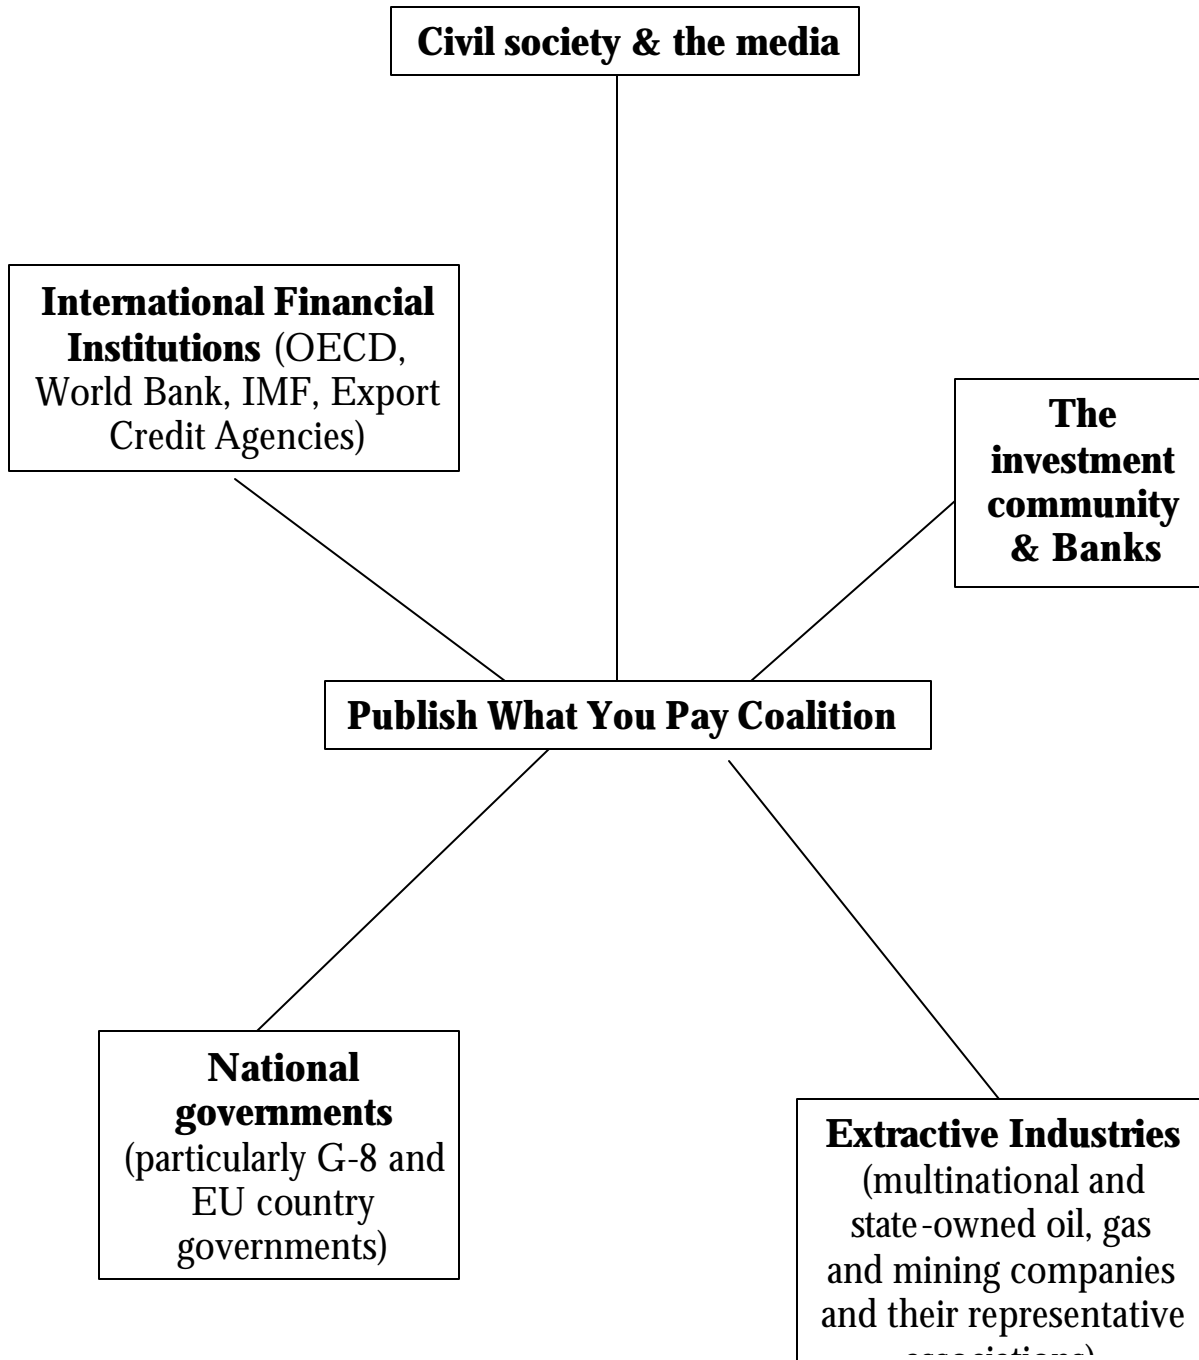 Civil society & the media
International Financial
Institutions (OECD,
World Bank, IMF, Export
Credit Agencies)
The
investment
community
& Banks
Publish What You Pay Coalition
National
governments
(particularly G-8 and
EU country
governments)
Extractive Industries
(multinational and
state-owned oil, gas
and mining companies
and their representative
associations)